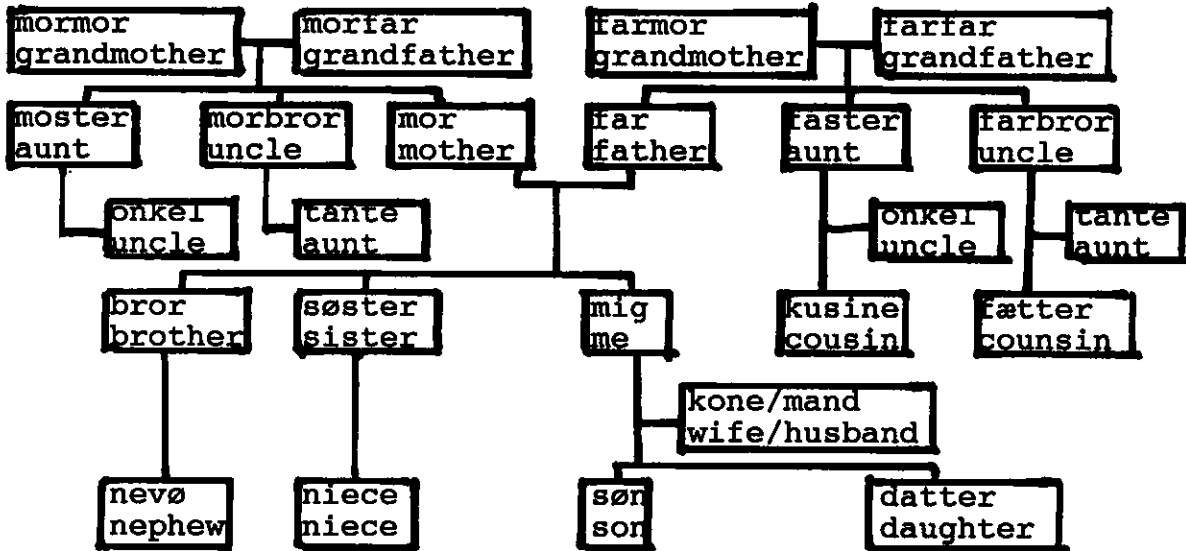 mormor
grandmother
morfar
grandfather
farmor
grandmother
farfar
grandfather
moster
aunt
morbror
uncle
mor
mother
far
father
faster
aunt
farbror
uncle
onkel
uncle
tante
aunt
onkel
uncle
tante
aunt
bror
brother
søster
sister
mig
me
kusine
cousin
fætter
counsin
kone/mand
wife/husband
nevø
nephew
niece
niece
søn
son
datter
daughter